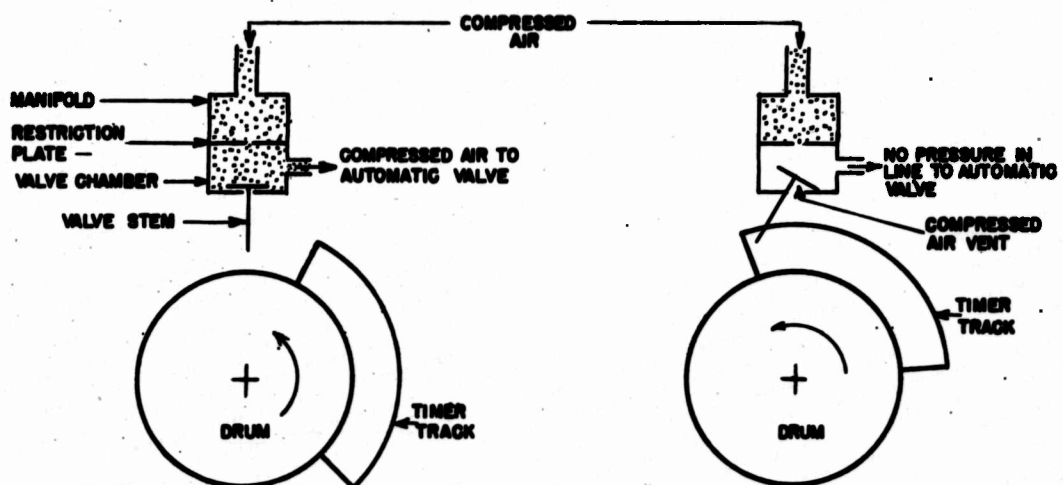 COMPRESSED
AIR
MANIFOLD
RESTRICTION
PLATE —
VALVE CHAMBER
COMPRESSED AIR TO
AUTOMATIC VALVE
VALVE STEM
DRUM
TIMER
TRACK
NO PRESSURE IN
LINE TO AUTOMATIC
VALVE
COMPRESSED
AIR VENT
TIMER
TRACK
DRUM